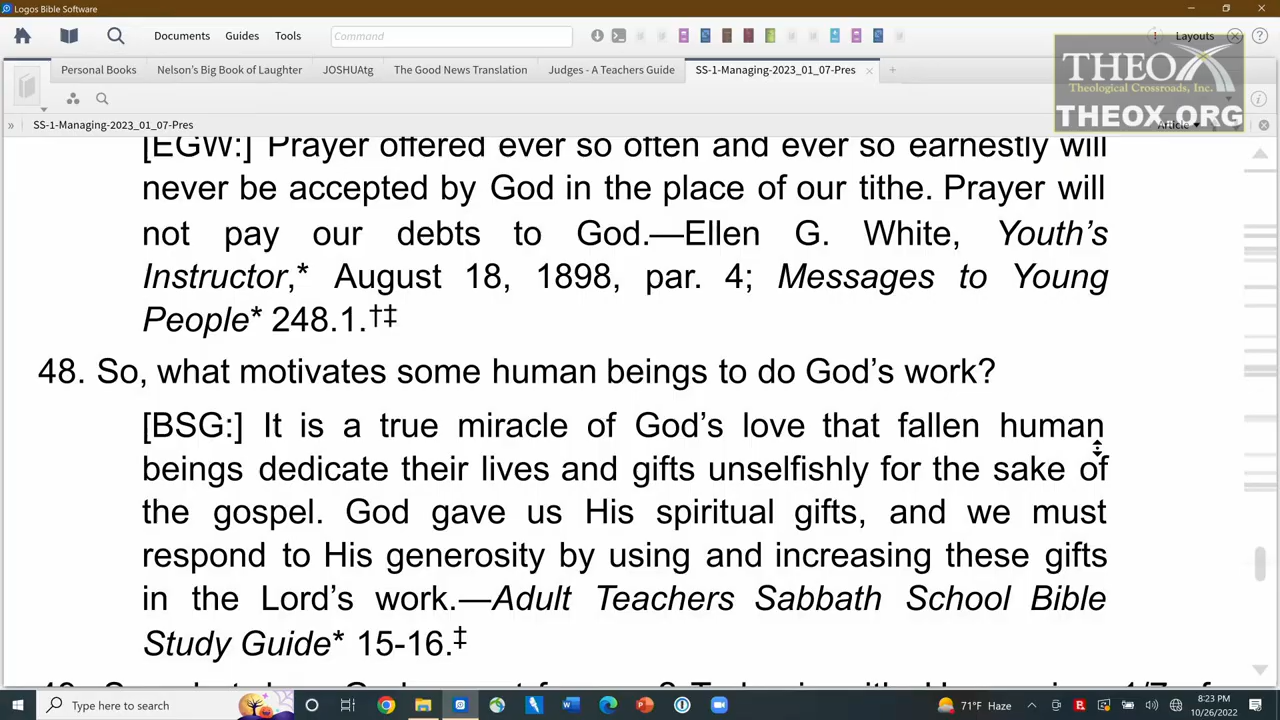 Logos Bible Software
Documents Guides Tools Command Layouts
Personal Books Nelson's Big Book of Laughter JOSHUAtg The Good News Translation Judges - A Teachers Guide SS-1-Managing-2023_01_07-Pres
THEOX
Theological Crossroads, Inc.
THEOX.ORG
SS-1-Managing-2023_01_07-Pres Article
[EGW:] Prayer offered ever so often and ever so earnestly will
never be accepted by God in the place of our tithe. Prayer will
not pay our debts to God.—Ellen G. White, Youth's
Instructor,* August 18, 1898, par. 4; Messages to Young
People* 248.1.†‡
48. So, what motivates some human beings to do God's work?
[BSG:] It is a true miracle of God's love that fallen human
beings dedicate their lives and gifts unselfishly for the sake of
the gospel. God gave us His spiritual gifts, and we must
respond to His generosity by using and increasing these gifts
in the Lord's work.—Adult Teachers Sabbath School Bible
Study Guide* 15-16.‡
Type here to search
71°F Haze
8:23 PM
10/26/2022